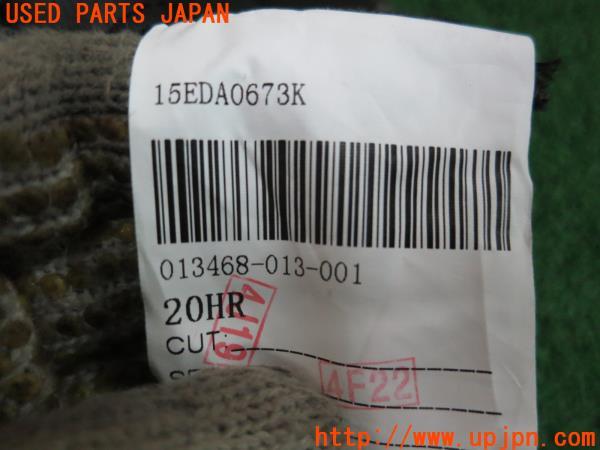 USED PARTS JAPAN
15EDA0673K
013468-013-001
20HR
CUT:
4F22
http://www.upjpn.com